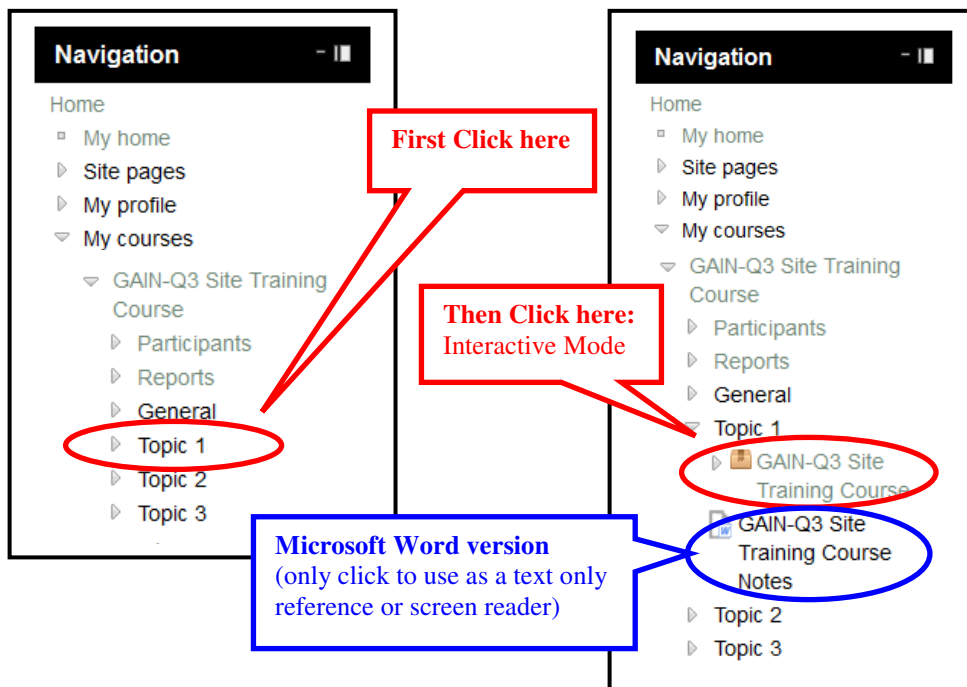 Navigation
Home
My home
Site pages
My profile
My courses
GAIN-Q3 Site Training
Course
Participants
Reports
General
Topic 1
Topic 2
Topic 3
First Click here
Navigation
Home
My home
Site pages
My profile
My courses
GAIN-Q3 Site Training
Course
Participants
Reports
General
Topic 1
GAIN-Q3 Site
Training Course
GAIN-Q3 Site
Training Course
Notes
Topic 2
Topic 3
Then Click here:
Interactive Mode
Microsoft Word version
(only click to use as a text only
reference or screen reader)